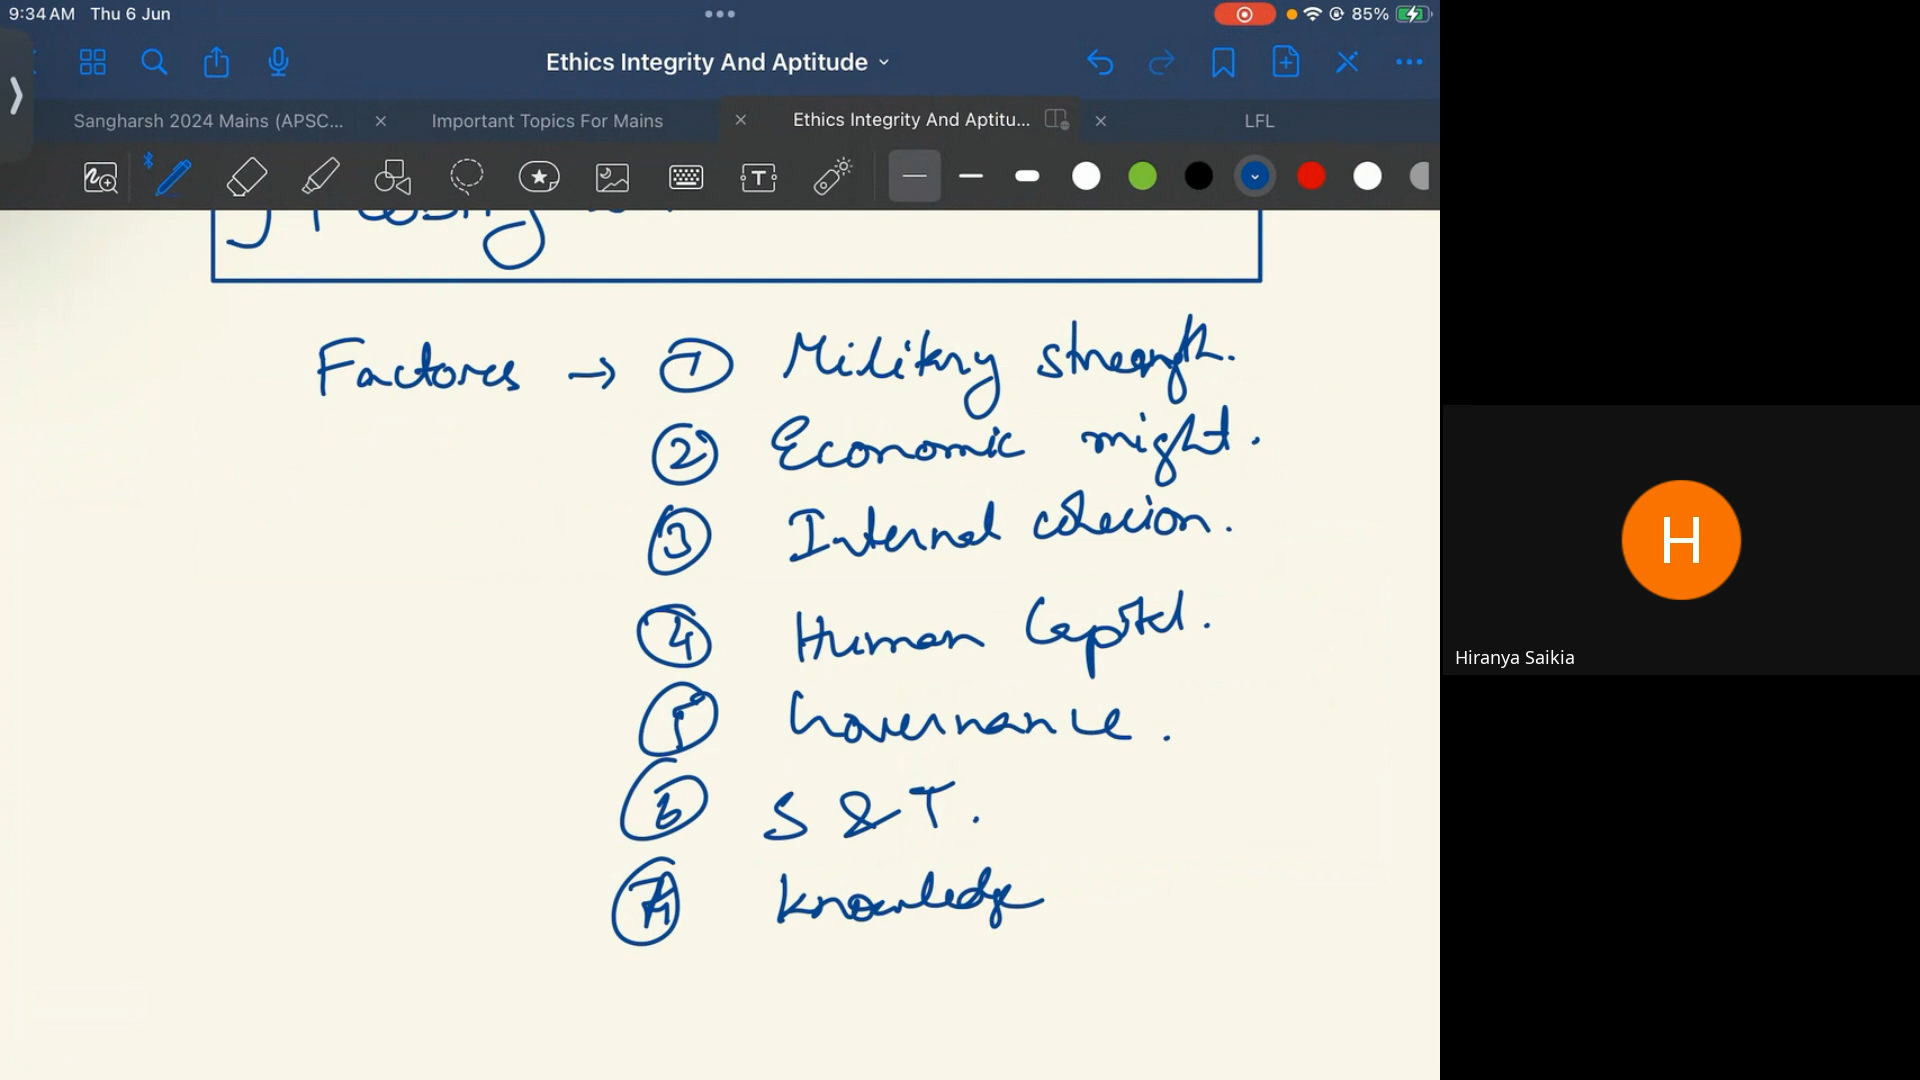 9:34 AM Thu 6 Jun
85%
Ethics Integrity And Aptitude
Sangharsh 2024 Mains (APSC...
Important Topics For Mains
Ethics Integrity And Aptitu...
LFL
Factores → 1 Military strength.
2 Economic might.
3 Internal cohesion.
4 Human Capital.
5 Governance.
6 S & T.
7 knowledge
H
Hiranya Saikia